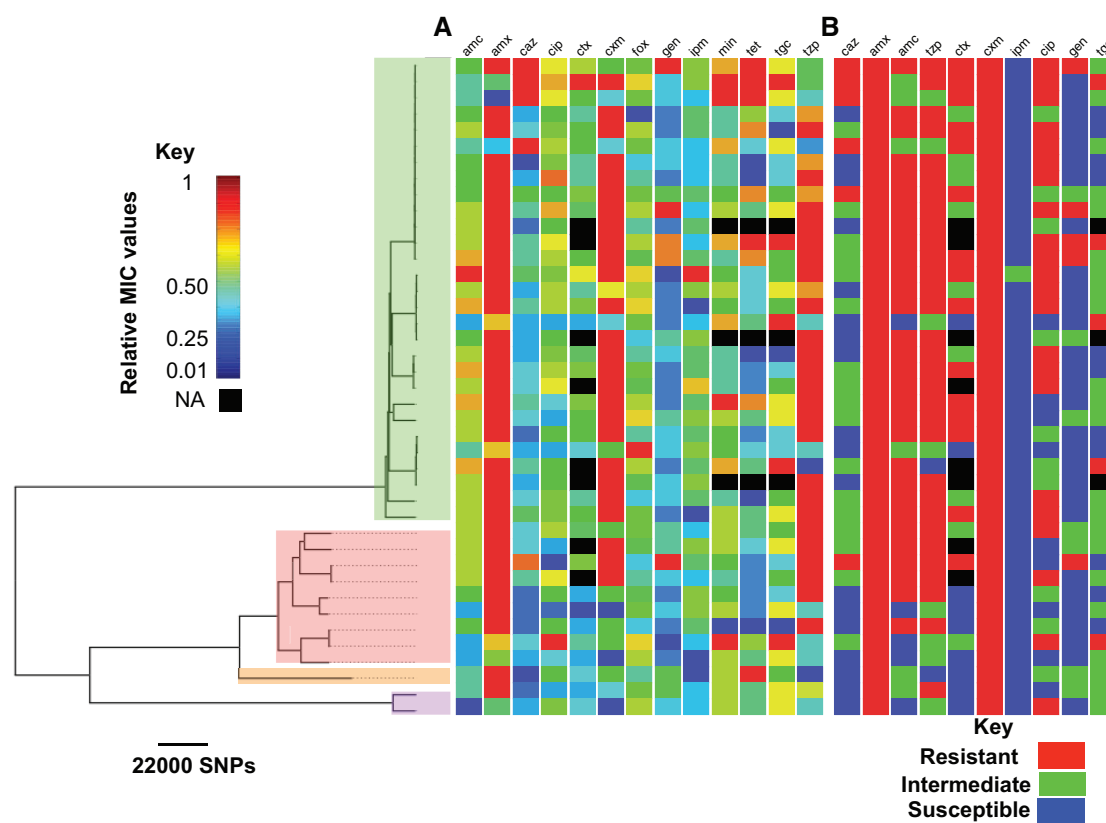 A B
amc amx caz cip ctx cxm fox gen ipm min tet tgc tzp
caz amx amc tzp ctx cxm ipm cip gen
Key
1
0.50
0.25
0.01
NA
Relative MIC values
22000 SNPs
Key
Resistant
Intermediate
Susceptible